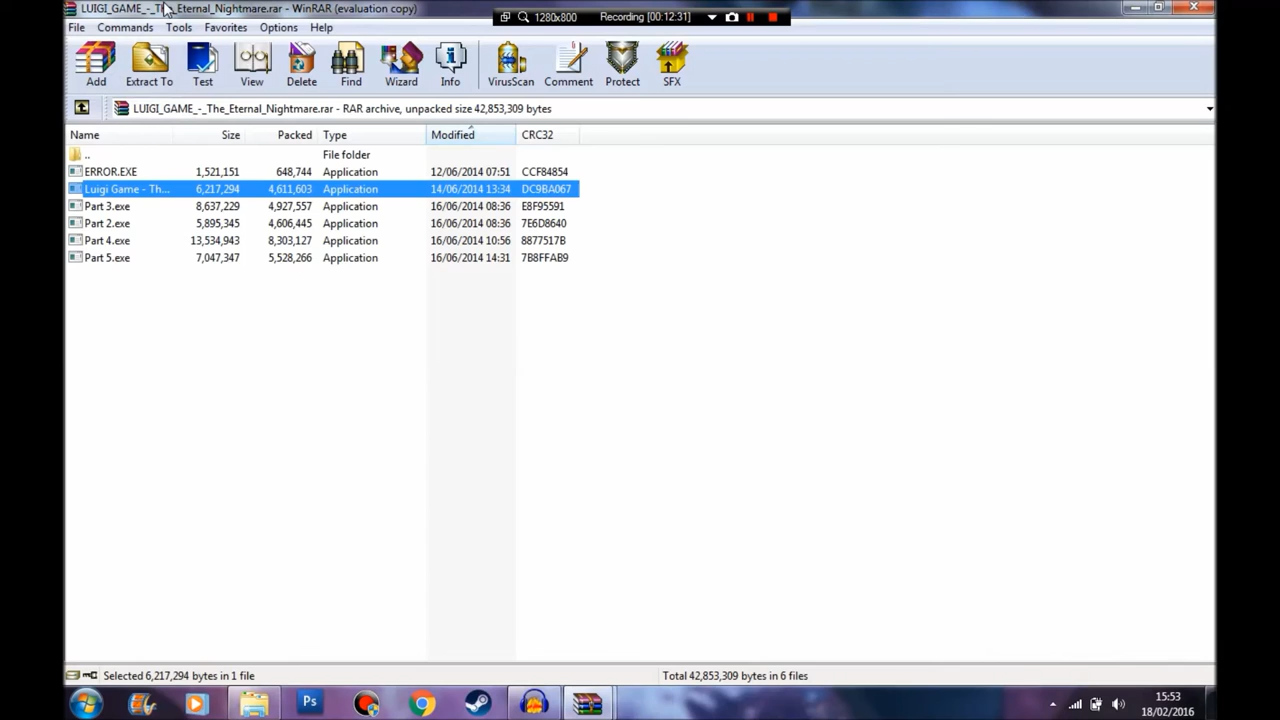 LUIGI_GAME_-_Th _Eternal_Nightmare.rar - WinRAR (evaluation copy)
1280x800
Recording [00:12:31]
File Commands Tools Favorites Options Help
Add Extract To Test View Delete Find Wizard Info VirusScan Comment Protect SFX
LUIGI_GAME_-_The_Eternal_Nightmare.rar - RAR archive, unpacked size 42,853,309 bytes
Name Size Packed Type Modified CRC32
.. File folder
ERROR.EXE 1,521,151 648,744 Application 12/06/2014 07:51 CCF84854
Luigi Game - Th... 6,217,294 4,611,603 Application 14/06/2014 13:34 DC9BA067
Part 3.exe 8,637,229 4,927,557 Application 16/06/2014 08:36 E8F95591
Part 2.exe 5,895,345 4,606,445 Application 16/06/2014 08:36 7E6D8640
Part 4.exe 13,534,943 8,303,127 Application 16/06/2014 10:56 8877517B
Part 5.exe 7,047,347 5,528,266 Application 16/06/2014 14:31 7B8FFAB9
Selected 6,217,294 bytes in 1 file
Total 42,853,309 bytes in 6 files
Ps
15:53
18/02/2016